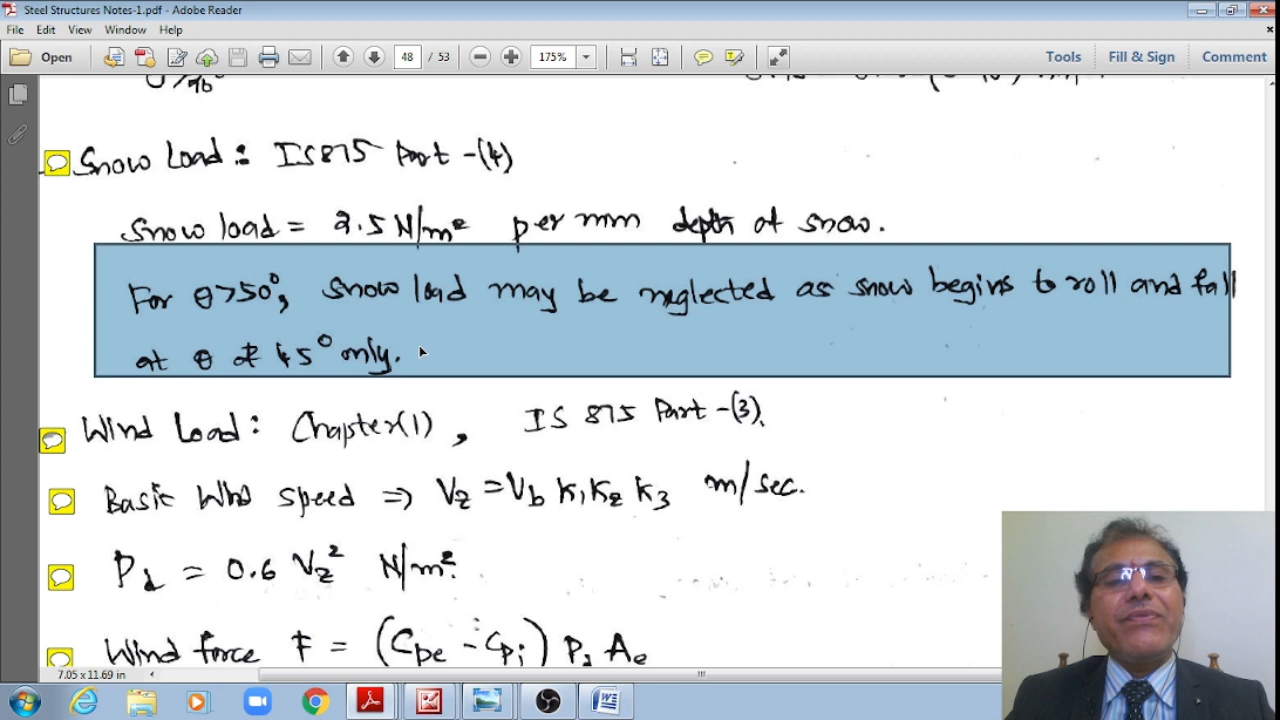 Steel Structures Notes-1.pdf - Adobe Reader
File Edit View Window Help
Open 48 / 53 175% Tools Fill & Sign Comment
Snow Load: IS 875 Part -(4)
Snow load = 2.5 N/m² per mm depth of snow.
For θ>50°, snow load may be neglected as snow begins to roll and fall
at θ of 45° only.
Wind Load: Chapter(1), IS 875 Part -(3).
Basic Wind speed ⇒ Vz = Vb K1 K2 K3 m/sec.
Pd = 0.6 Vz² N/m².
Wind force F = (Cpe - Cpi) Pd Ae
7.05 x 11.69 in